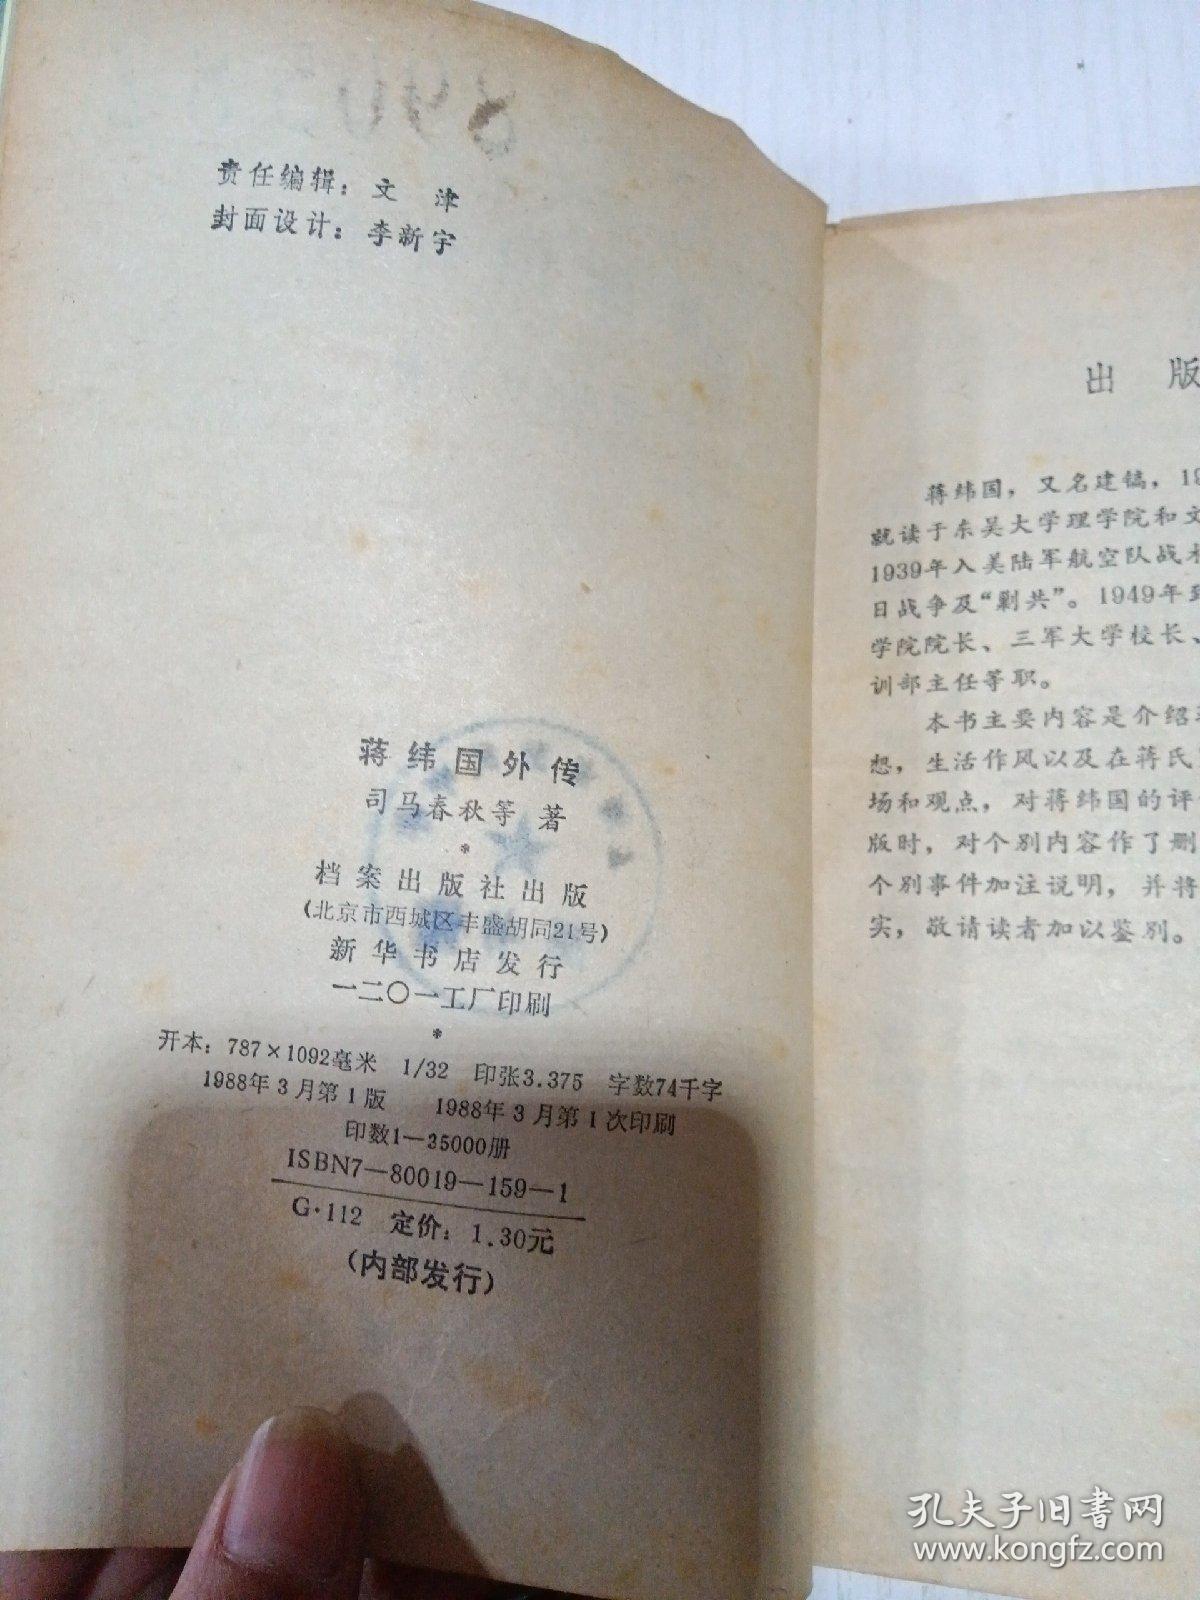 责任编辑：文 津
封面设计：李新宇
蒋纬国外传
司马春秋等 著
*
档案出版社出版
(北京市西城区丰盛胡同21号)
新华书店发行
一二〇一工厂印刷
*
开本：787×1092毫米 1/32 印张3.375 字数74千字
1988年3月第1版 1988年3月第1次印刷
印数1—35000册
ISBN7—80019—159—1
G·112 定价：1.30元
(内部发行)
出 版
蒋纬国，又名建镐，19
就读于东吴大学理学院和文
1939年入美陆军航空队战术
日战争及“剿共”。1949年到
学院院长、三军大学校长、
训部主任等职。
本书主要内容是介绍
想，生活作风以及在蒋氏
场和观点，对蒋纬国的评
版时，对个别内容作了删
个别事件加注说明，并将
实，敬请读者加以鉴别。
孔夫子旧书网
www.kongfz.com